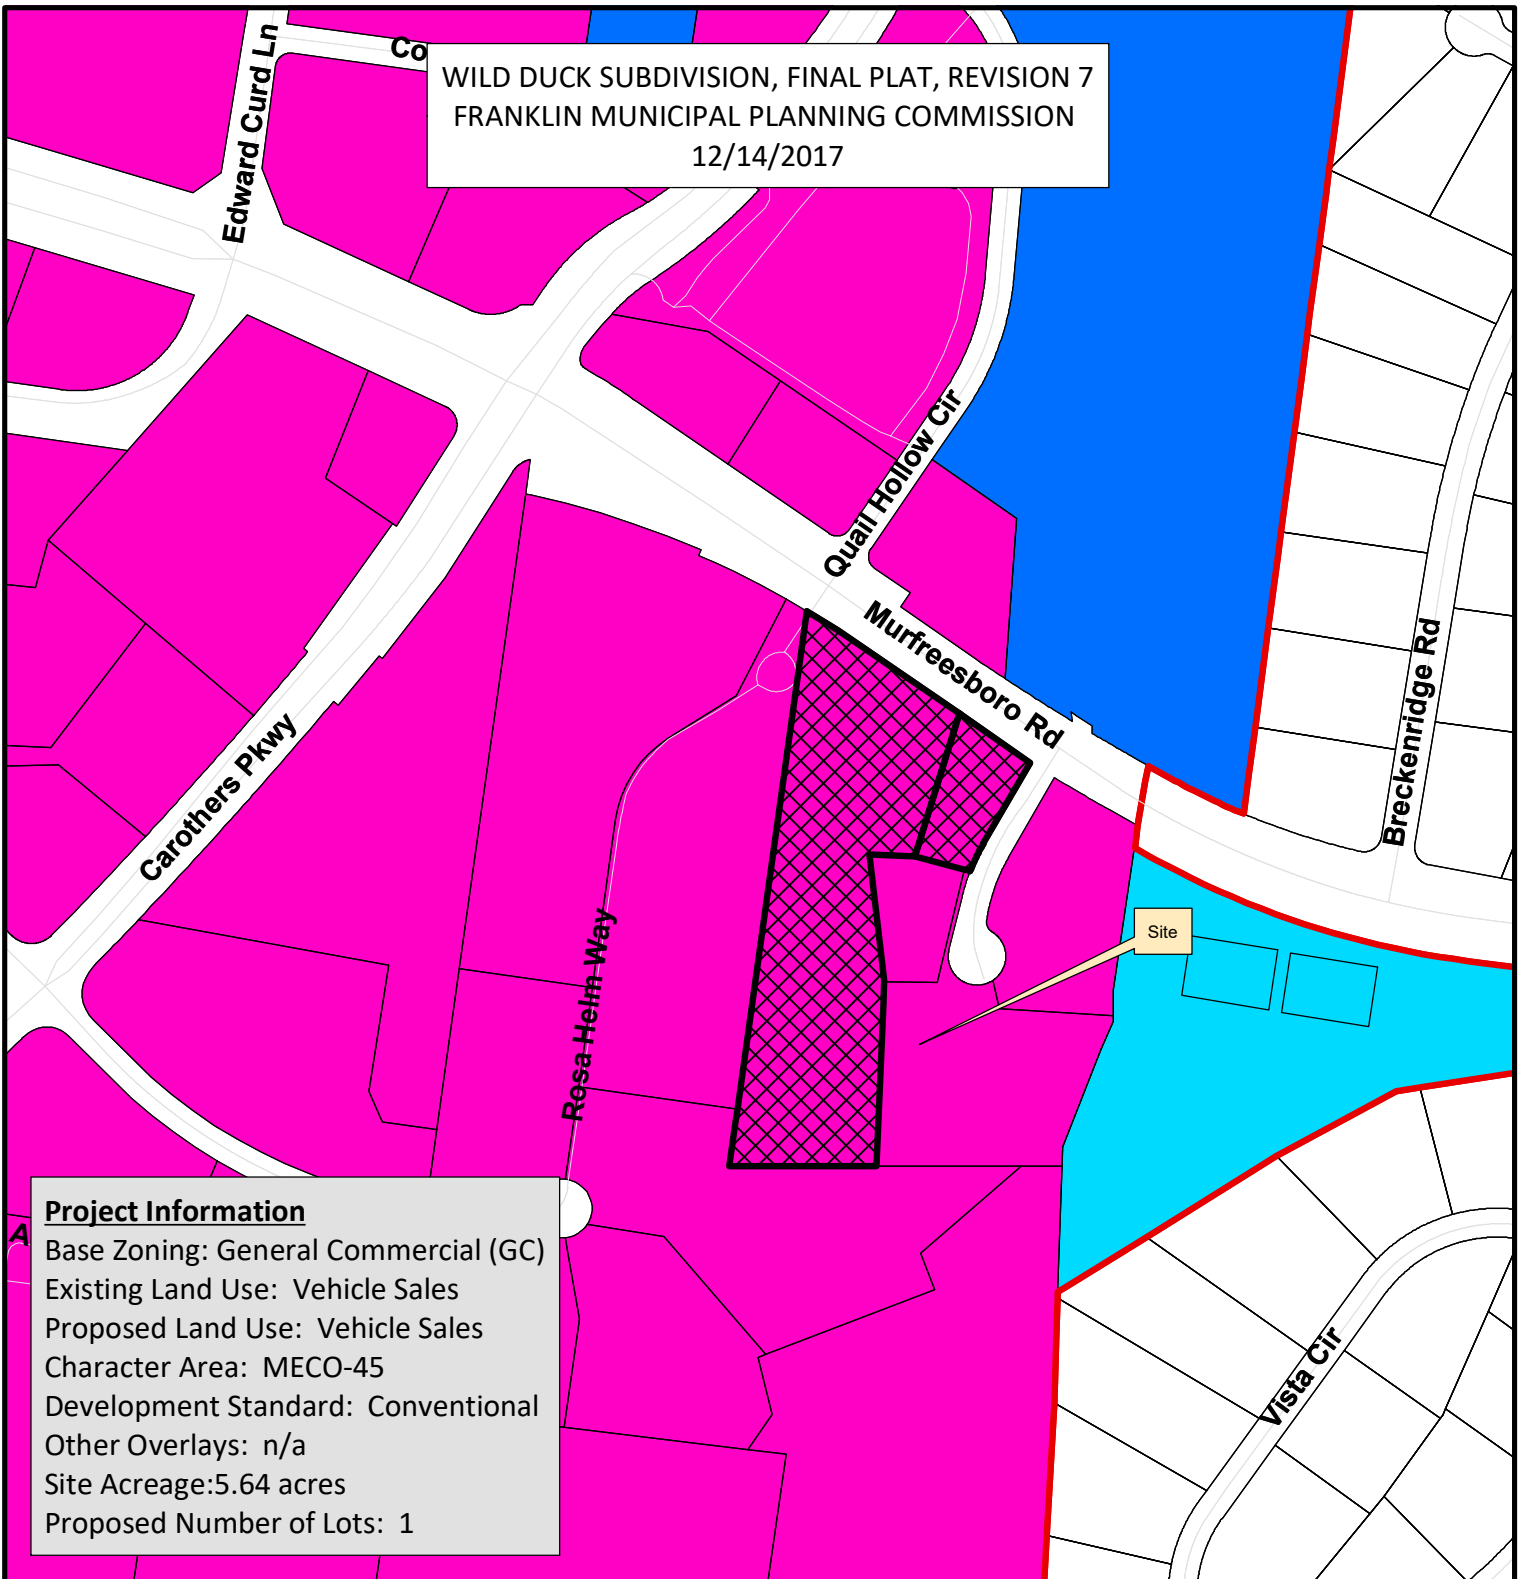 WILD DUCK SUBDIVISION, FINAL PLAT, REVISION 7
FRANKLIN MUNICIPAL PLANNING COMMISSION
12/14/2017
Edward Curd Ln
Co
Quail Hollow Cir
Murfreesboro Rd
Breckenridge Rd
Carothers Pkwy
Site
Rosa Helm Way
Vista Cir
A
Project Information
Base Zoning: General Commercial (GC)
Existing Land Use: Vehicle Sales
Proposed Land Use: Vehicle Sales
Character Area: MECO-45
Development Standard: Conventional
Other Overlays: n/a
Site Acreage:5.64 acres
Proposed Number of Lots: 1